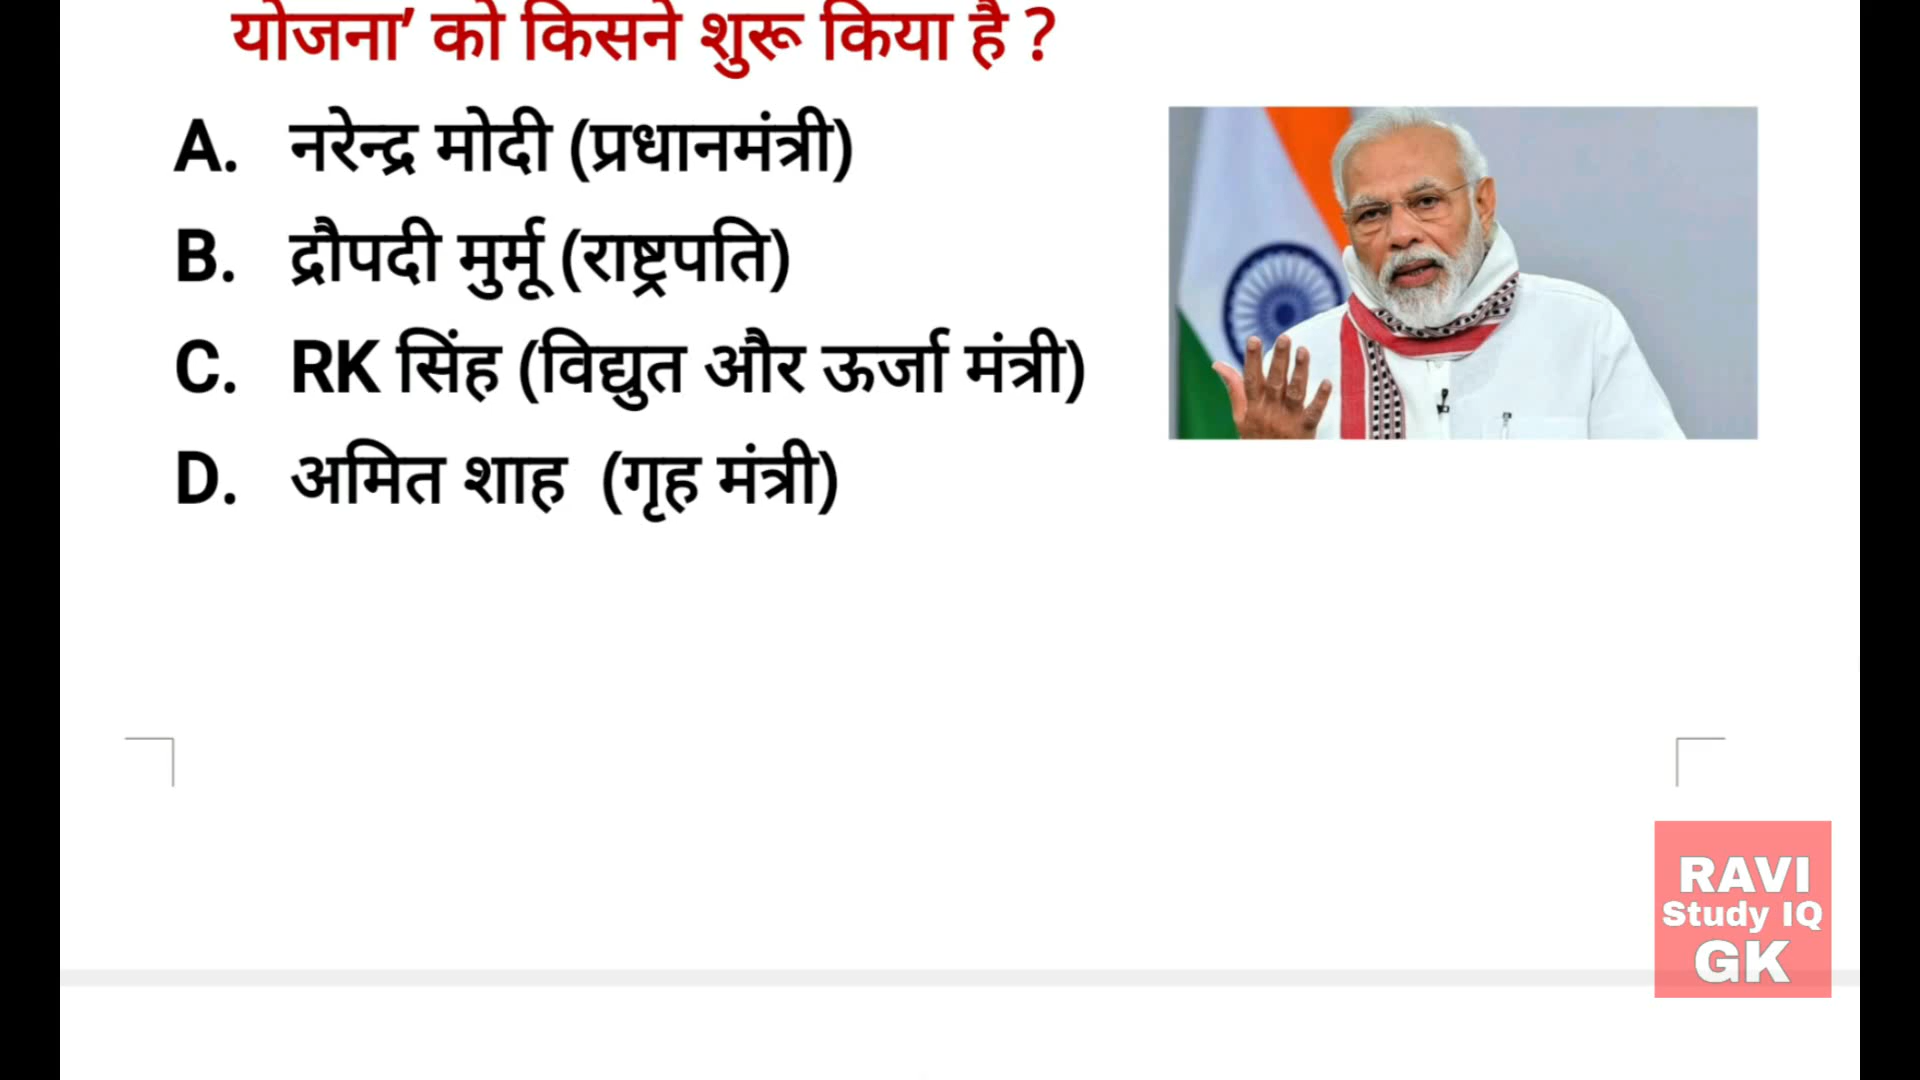 योजना’ को किसने शुरू किया है ?
A. नरेन्द्र मोदी (प्रधानमंत्री)
B. द्रौपदी मुर्मू (राष्ट्रपति)
C. RK सिंह (विद्युत और ऊर्जा मंत्री)
D. अमित शाह (गृह मंत्री)
RAVI
Study IQ
GK